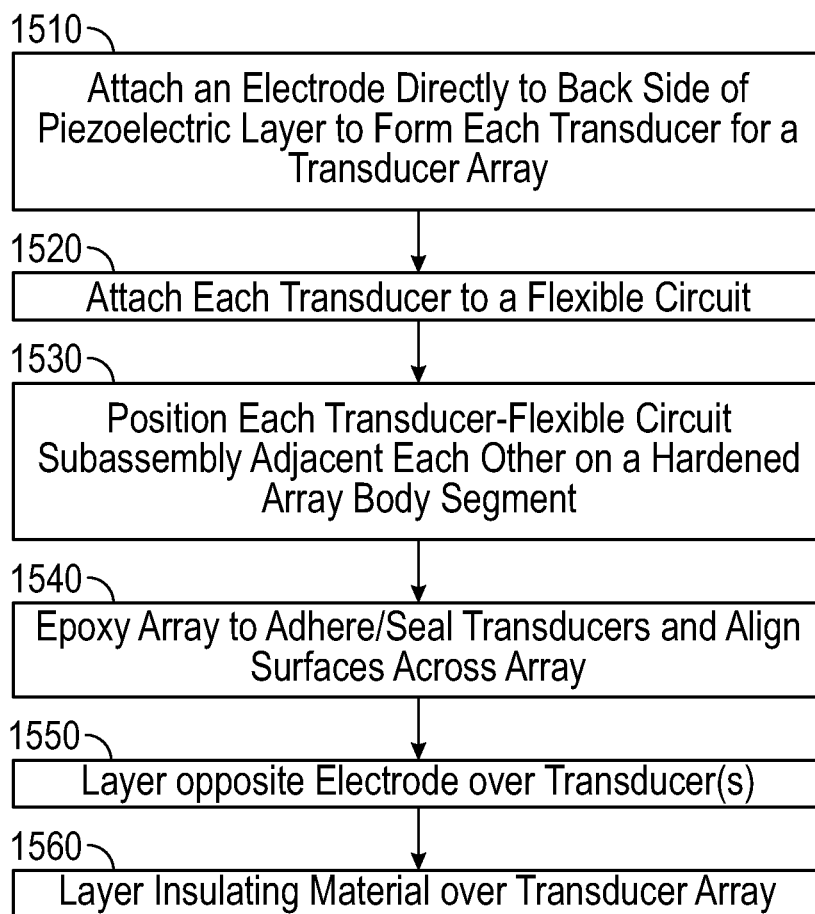 1510
Attach an Electrode Directly to Back Side of
Piezoelectric Layer to Form Each Transducer for a
Transducer Array
1520
Attach Each Transducer to a Flexible Circuit
1530
Position Each Transducer-Flexible Circuit
Subassembly Adjacent Each Other on a Hardened
Array Body Segment
1540
Epoxy Array to Adhere/Seal Transducers and Align
Surfaces Across Array
1550
Layer opposite Electrode over Transducer(s)
1560
Layer Insulating Material over Transducer Array